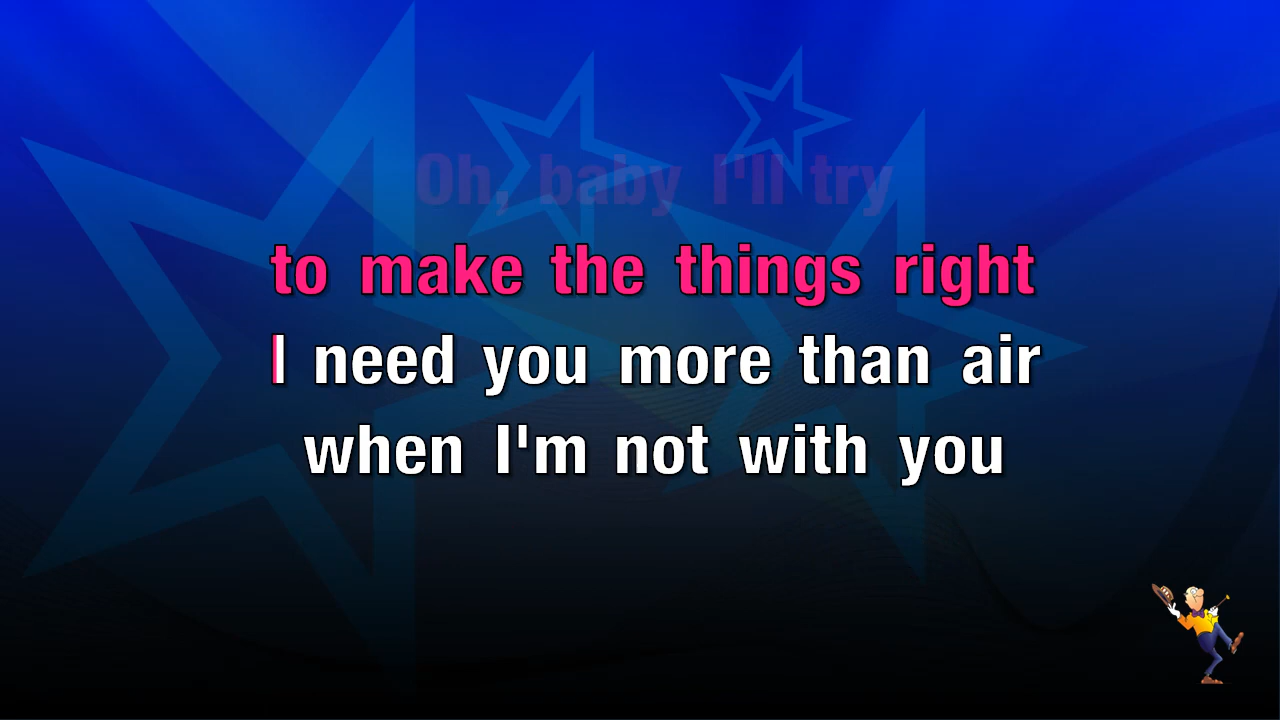 Oh, baby I'll try
to make the things right
I need you more than air
when I'm not with you